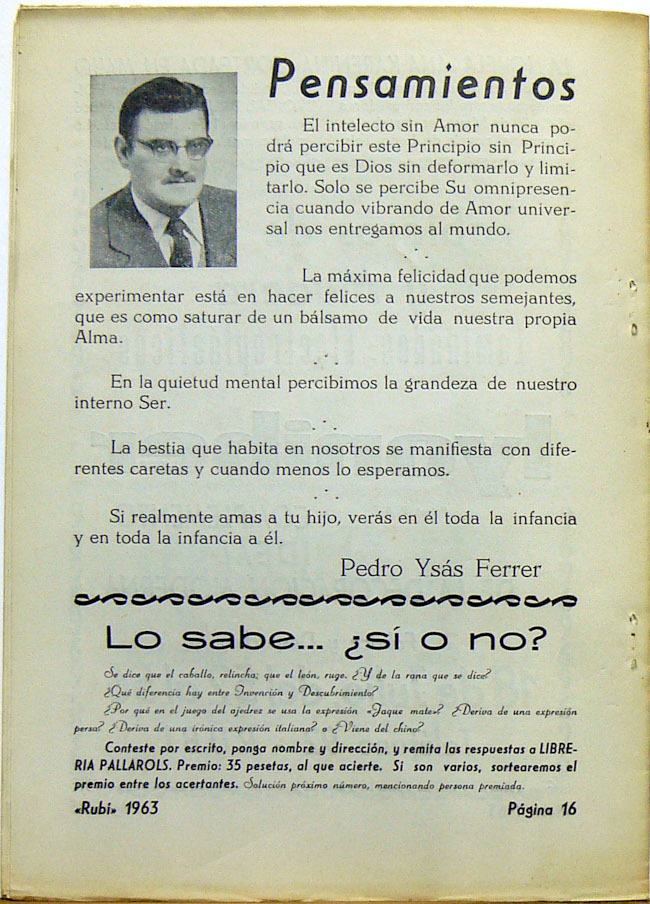 Pensamientos
El intelecto sin Amor nunca po-
drá percibir este Principio sin Princi-
pio que es Dios sin deformarlo y limi-
tarlo. Solo se percibe Su omnipresen-
cia cuando vibrando de Amor univer-
sal nos entregamos al mundo.
La máxima felicidad que podemos
experimentar está en hacer felices a nuestros semejantes,
que es como saturar de un bálsamo de vida nuestra propia
Alma.
En la quietud mental percibimos la grandeza de nuestro
interno Ser.
La bestia que habita en nosotros se manifiesta con dife-
rentes caretas y cuando menos lo esperamos.
Si realmente amas a tu hijo, verás en él toda la infancia
y en toda la infancia a él.
Pedro Ysás Ferrer
Lo sabe... ¿sí o no?
Se dice que el caballo, relincha; que el león, ruge. ¿Y de la rana que se dice?
¿Qué diferencia hay entre Invención y Descubrimiento?
¿Por qué en el juego del ajedrez se usa la expresión «Jaque mate»? ¿Deriva de una expresión
persa? ¿Deriva de una irónica expresión italiana? o ¿Viene del chino?
Conteste por escrito, ponga nombre y dirección, y remita las respuestas a LIBRE-
RIA PALLAROLS. Premio: 35 pesetas, al que acierte. Si son varios, sortearemos el
premio entre los acertantes. Solución próximo número, mencionando persona premiada.
«Rubí» 1963 Página 16